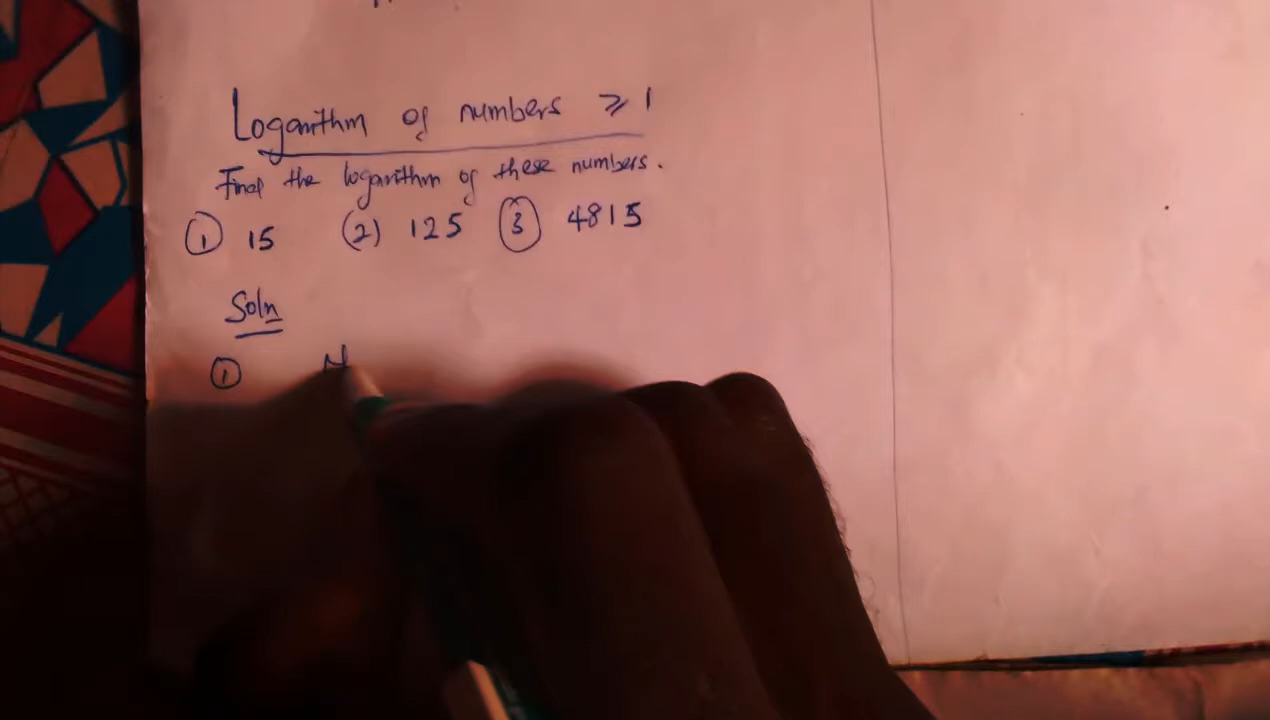 Logarithm of numbers ⩾ 1
Find the logarithm of these numbers.
① 15 (2) 125 ③ 4815
Soln
① N